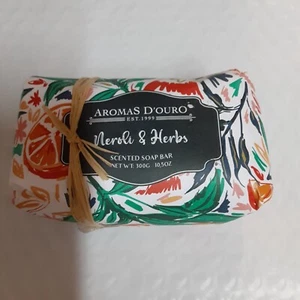 AROMAS D'OURO
EST. 1999
Neroli & Herbs
SCENTED SOAP BAR
NET WT. 300G 10,5OZ